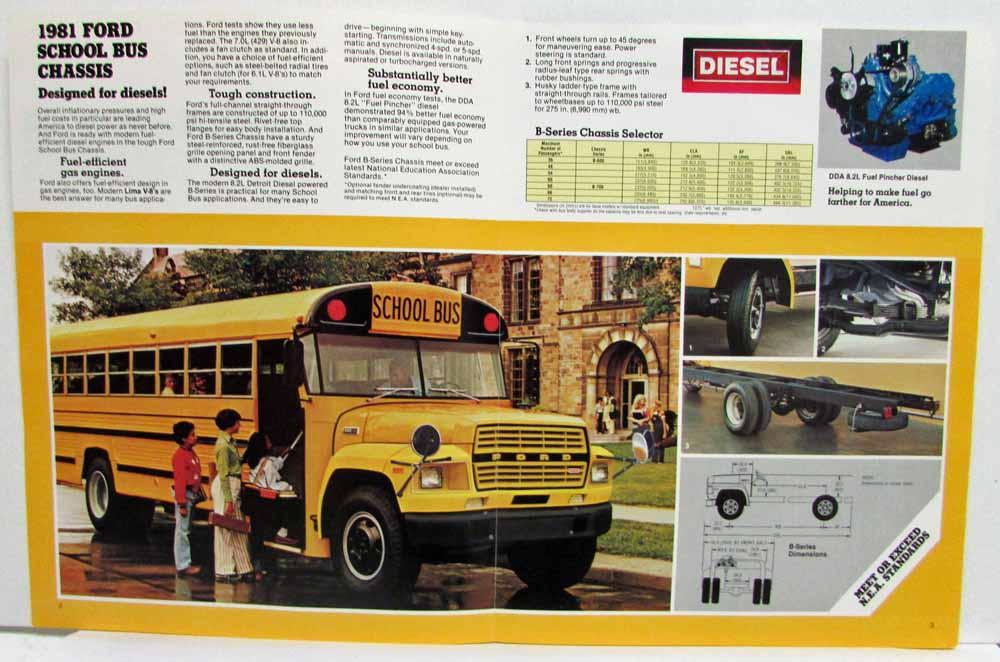 1981 FORD
SCHOOL BUS
CHASSIS
Designed for diesels!
Overall inflationary pressures and high
fuel costs in particular are leading
America to diesel power as never before.
And Ford is ready with modern fuel-
efficient diesel engines in the tough Ford
School Bus Chassis.
Fuel-efficient
gas engines.
Ford also offers fuel-efficient design in
gas engines, too. Modern Lima V-8's are
the best answer for many bus applica-
tions. Ford tests show they use less
fuel than the engines they previously
replaced. The 7.0L (429) V-8 also in-
cludes a fan clutch as standard. In addi-
tion, you have a choice of fuel-efficient
options, such as steel-belted radial tires
and fan clutch (for 6.1L V-8's) to match
your requirements.
Tough construction.
Ford's full-channel straight-through
frames are constructed of up to 110,000
psi hi-tensile steel. Rivet-free top
flanges for easy body installation. And
Ford B-Series Chassis have a sturdy
steel-reinforced, rust-free fiberglass
grille opening panel and front fender
with a distinctive ABS-molded grille.
Designed for diesels.
The modern 8.2L Detroit Diesel powered
B-Series is practical for many School
Bus applications. And they're easy to
drive—beginning with simple key-
starting. Transmissions include auto-
matic and synchronized 4-spd. or 5-spd.
manuals. Diesel is available in naturally
aspirated or turbocharged versions.
Substantially better
fuel economy.
In Ford fuel economy tests, the DDA
8.2L "Fuel Pincher" diesel
demonstrated 94% better fuel economy
than comparably equipped gas-powered
trucks in similar applications. Your
improvement will vary depending on
how you use your school bus.
Ford B-Series Chassis meet or exceed
latest National Education Association
Standards.*
*Optional fender undercoating (dealer installed)
and matching front and rear tires (optional) may be
required to meet N.E.A. standards.
1. Front wheels turn up to 45 degrees
for maneuvering ease. Power
steering is standard.
2. Long front springs and progressive
radius-leaf type rear springs with
rubber bushings.
3. Husky ladder-type frame with
straight-through rails. Frames tailored
to wheelbases up to 110,000 psi steel
for 275 in. (6,990 mm) wb.
DIESEL
B-Series Chassis Selector
Maximum
Number of
Passengers*
Chassis
Series
WB
CLA
AF
OAL
B-600
B-700
DDA 8.2L Fuel Pincher Diesel
Helping to make fuel go
farther for America.
SCHOOL BUS
FORD
1
2
3
B-Series
Dimensions
MEET OR EXCEED
N.E.A. STANDARDS
2
3